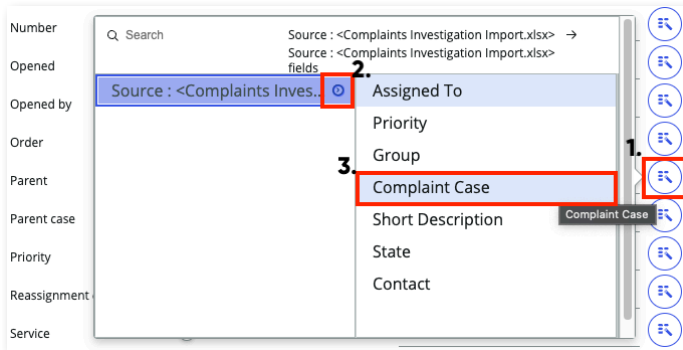 Number
Opened
Opened by
Order
Parent
Parent case
Priority
Reassignment
Service
Search
Source : <Complaints Investigation Import.xlsx> →
Source : <Complaints Investigation Import.xlsx>
fields
2.
Source : <Complaints Inves...
Assigned To
Priority
Group
1.
3.
Complaint Case
Complaint Case
Short Description
State
Contact